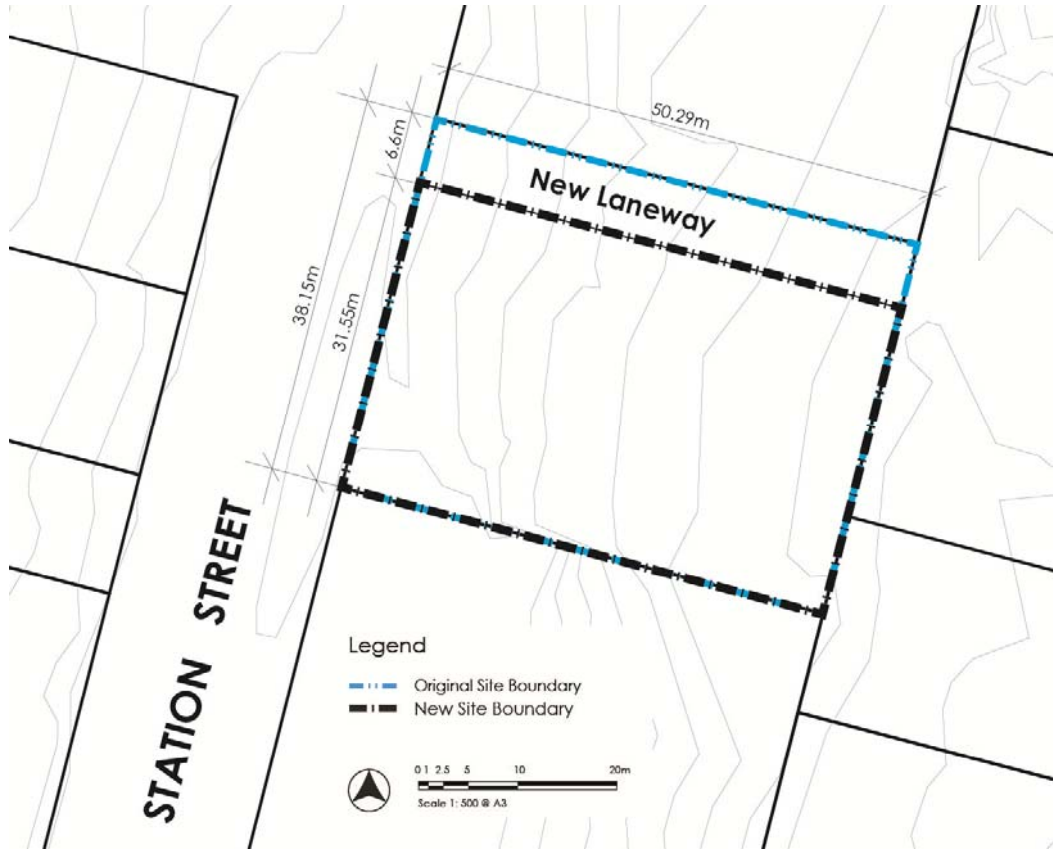 50.29m
6.6m
New Laneway
38.15m
31.55m
STATION STREET
Legend
Original Site Boundary
New Site Boundary
0 1 2.5 5 10 20m
Scale 1: 500 @ A3